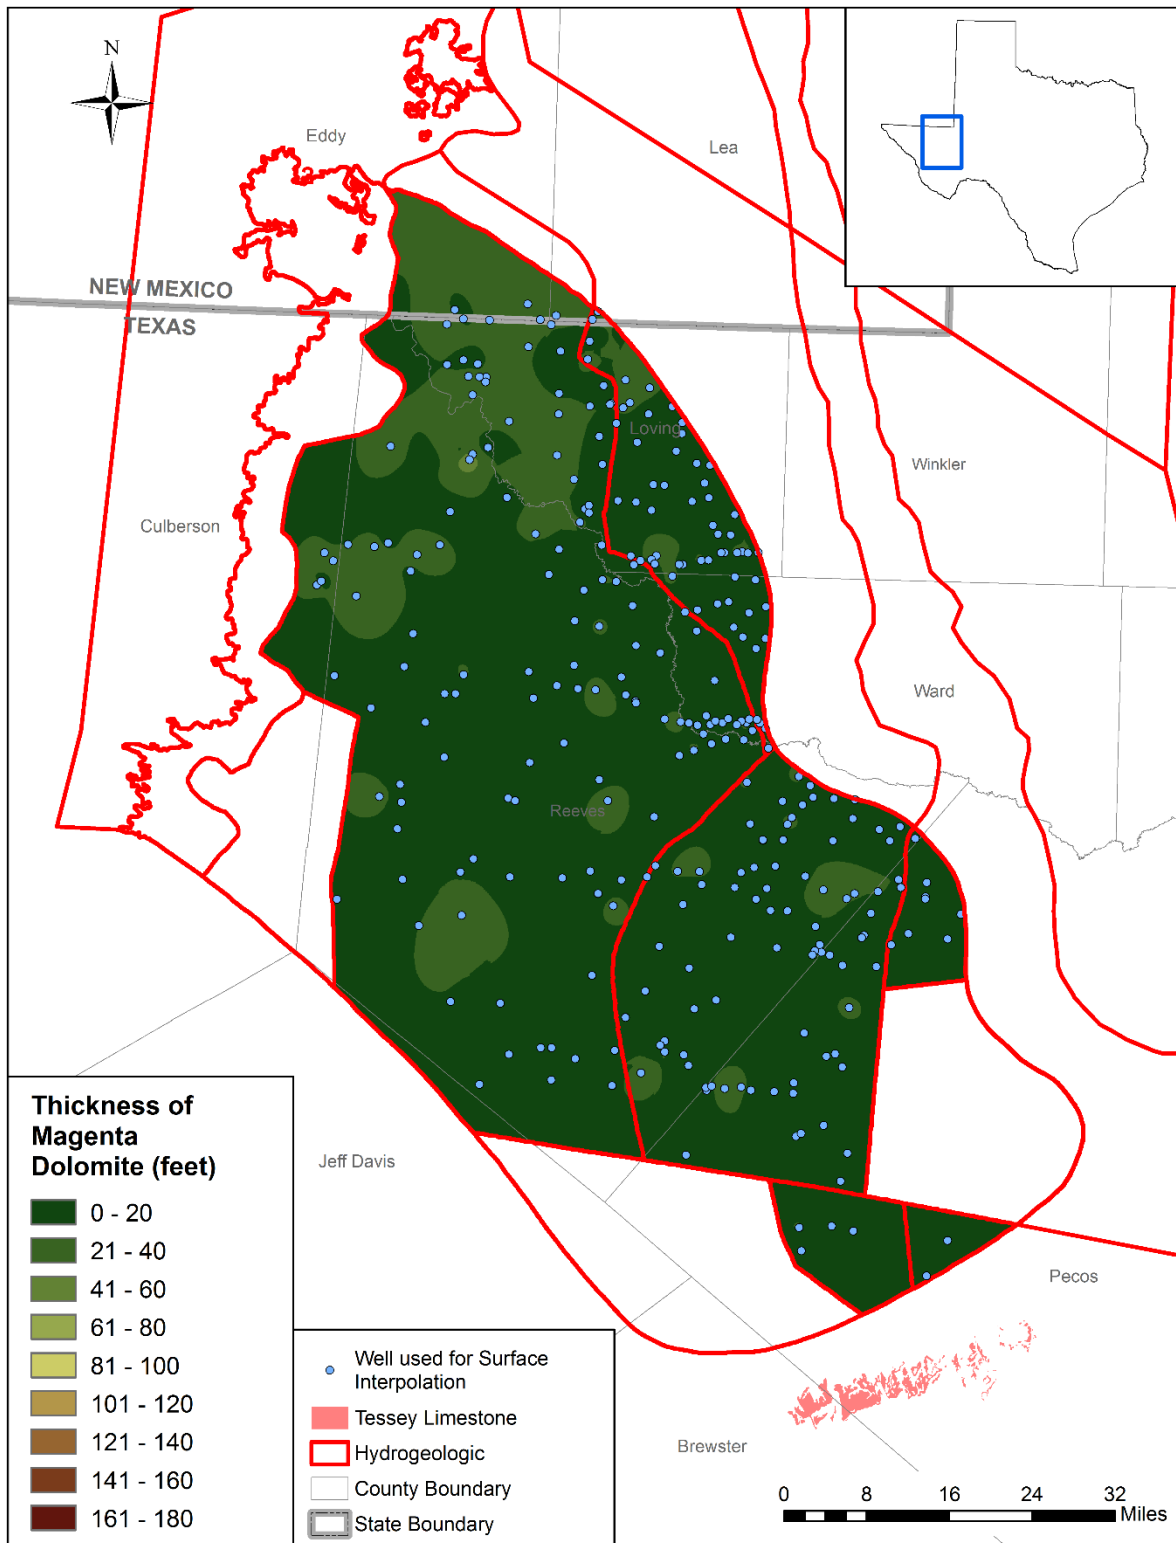 N
Eddy
Lea
NEW MEXICO
TEXAS
Loving
Winkler
Culberson
Ward
Reeves
Thickness of
Magenta
Dolomite (feet)
0 - 20
21 - 40
41 - 60
61 - 80
81 - 100
101 - 120
121 - 140
141 - 160
161 - 180
Jeff Davis
Pecos
Well used for Surface
Interpolation
Tessey Limestone
Hydrogeologic
County Boundary
State Boundary
Brewster
0 8 16 24 32
Miles